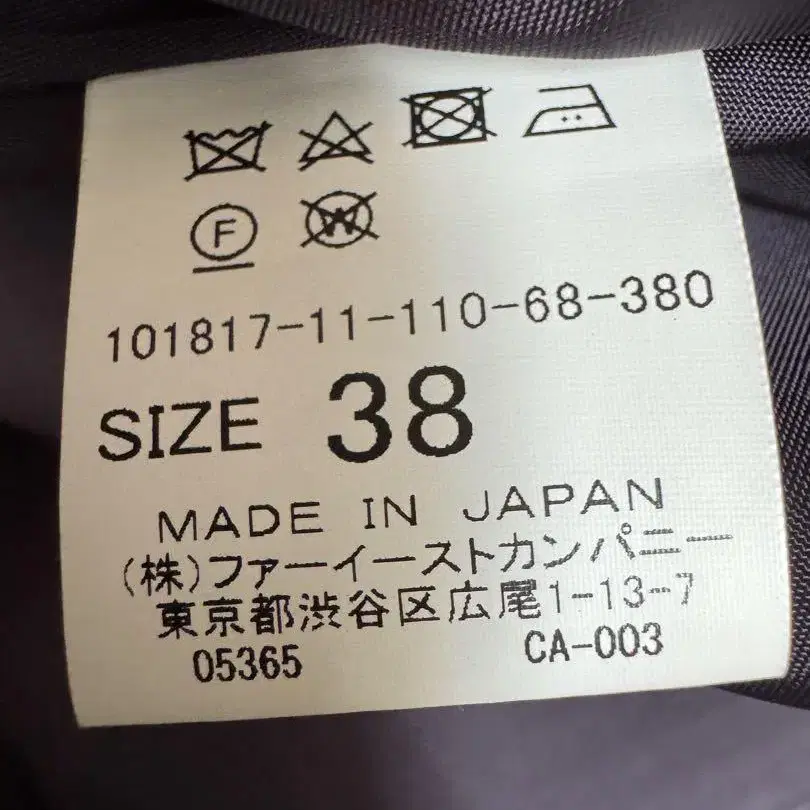 F W
101817-11-110-68-380
SIZE 38
MADE IN JAPAN
(株)ファーイーストカンパニー
東京都渋谷区広尾1-13-7
05365 CA-003